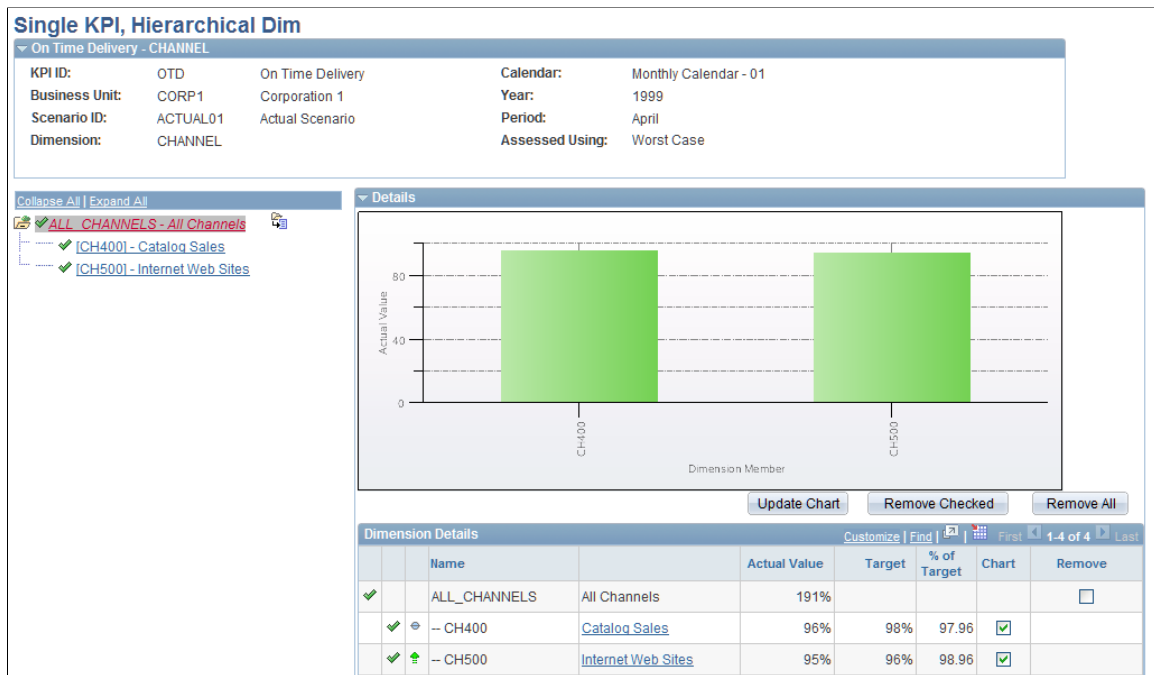 Single KPI, Hierarchical Dim
On Time Delivery - CHANNEL
KPI ID: OTD On Time Delivery Calendar: Monthly Calendar - 01
Business Unit: CORP1 Corporation 1 Year: 1999
Scenario ID: ACTUAL01 Actual Scenario Period: April
Dimension: CHANNEL Assessed Using: Worst Case
Collapse All | Expand All
ALL_CHANNELS - All Channels
[CH400] - Catalog Sales
[CH500] - Internet Web Sites
Details
80
40
0
Actual Value
CH400
CH500
Dimension Member
Update Chart Remove Checked Remove All
Dimension Details Customize | Find | | First 1-4 of 4 Last
Name Actual Value Target % of Target Chart Remove
ALL_CHANNELS All Channels 191%
-- CH400 Catalog Sales 96% 98% 97.96
-- CH500 Internet Web Sites 95% 96% 98.96